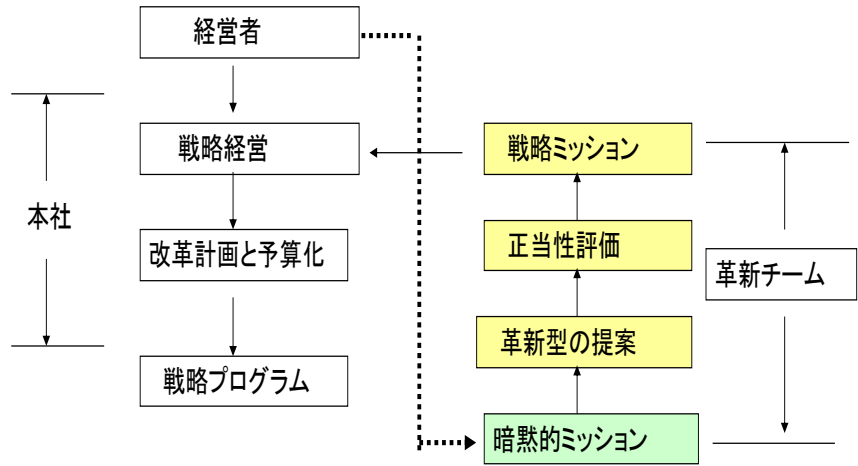 経営者
戦略経営
戦略ミッション
本社
改革計画と予算化
正当性評価
革新チーム
革新型の提案
戦略プログラム
暗黙的ミッション